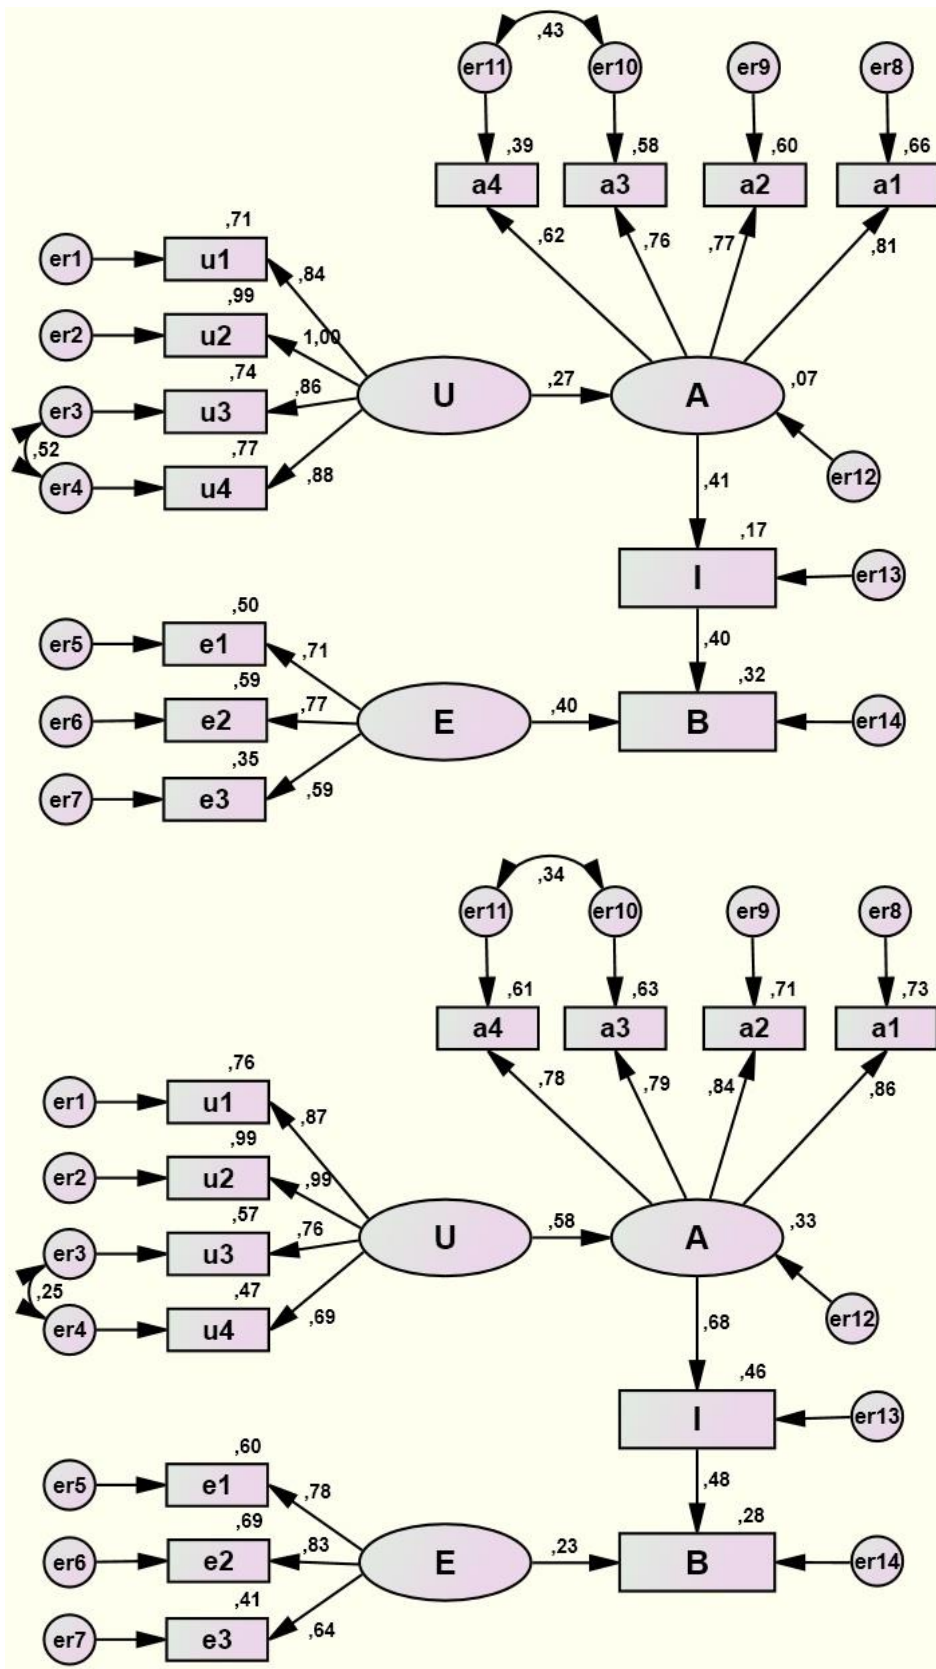 ,43
er11 er10 er9 er8
,39 ,58 ,60 ,66
a4 a3 a2 a1
,62 ,76 ,77 ,81
,71
er1 u1 ,84
,99
er2 u2 1,00
,74
er3 u3 ,86
,52
,77
er4 u4 ,88
U ,27 A ,07
er12
,41
,17
I er13
,40
,50
er5 e1 ,71
,59
er6 e2 ,77
,35
er7 e3 ,59
E ,40 B ,32
er14
,34
er11 er10 er9 er8
,61 ,63 ,71 ,73
a4 a3 a2 a1
,78 ,79 ,84 ,86
,76
er1 u1 ,87
,99
er2 u2 ,99
,57
er3 u3 ,76
,25
,47
er4 u4 ,69
U ,58 A ,33
er12
,68
,46
I er13
,48
,60
er5 e1 ,78
,69
er6 e2 ,83
,41
er7 e3 ,64
E ,23 B ,28
er14